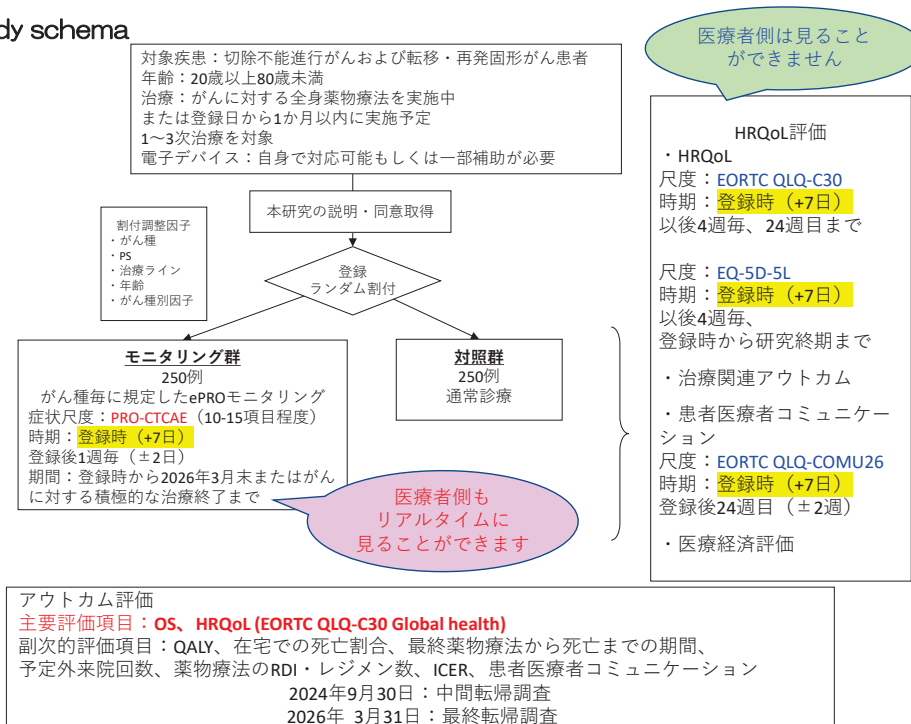 dy schema
対象疾患：切除不能進行がんおよび転移・再発固形がん患者
年齢：20歳以上80歳未満
治療：がんに対する全身薬物療法を実施中
または登録日から1か月以内に実施予定
1～3次治療を対象
電子デバイス：自身で対応可能もしくは一部補助が必要
本研究の説明・同意取得
割付調整因子
・がん種
・PS
・治療ライン
・年齢
・がん種別因子
登録
ランダム割付
モニタリング群
250例
がん種毎に規定したePROモニタリング
症状尺度：PRO-CTCAE（10-15項目程度）
時期：登録時（+7日）
登録後1週毎（±2日）
期間：登録時から2026年3月末またはがん
に対する積極的な治療終了まで
対照群
250例
通常診療
医療者側も
リアルタイムに
見ることができます
医療者側は見ること
ができません
HRQoL評価
・HRQoL
尺度：EORTC QLQ-C30
時期：登録時（+7日）
以後4週毎、24週目まで
尺度：EQ-5D-5L
時期：登録時（+7日）
以後4週毎、
登録時から研究終期まで
・治療関連アウトカム
・患者医療者コミュニケー
ション
尺度：EORTC QLQ-COMU26
時期：登録時（+7日）
登録後24週目（±2週）
・医療経済評価
アウトカム評価
主要評価項目：OS、HRQoL (EORTC QLQ-C30 Global health)
副次的評価項目：QALY、在宅での死亡割合、最終薬物療法から死亡までの期間、
予定外来院回数、薬物療法のRDI・レジメン数、ICER、患者医療者コミュニケーション
2024年9月30日：中間転帰調査
2026年 3月31日：最終転帰調査